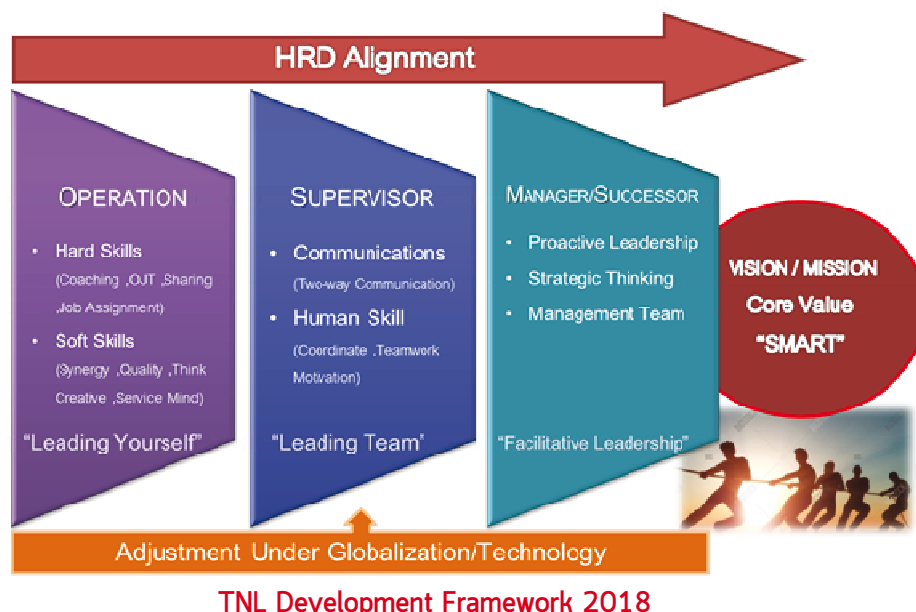 HRD Alignment
OPERATION
• Hard Skills
(Coaching ,OJT ,Sharing
,Job Assignment)
• Soft Skills
(Synergy ,Quality ,Think
Creative ,Service Mind)
"Leading Yourself"
SUPERVISOR
• Communications
(Two-way Communication)
• Human Skill
(Coordinate ,Teamwork
Motivation)
"Leading Team'
MANAGER/SUCCESSOR
• Proactive Leadership
• Strategic Thinking
• Management Team
"Facilitative Leadership"
VISION / MISSION
Core Value
"SMART"
Adjustment Under Globalization/Technology
TNL Development Framework 2018